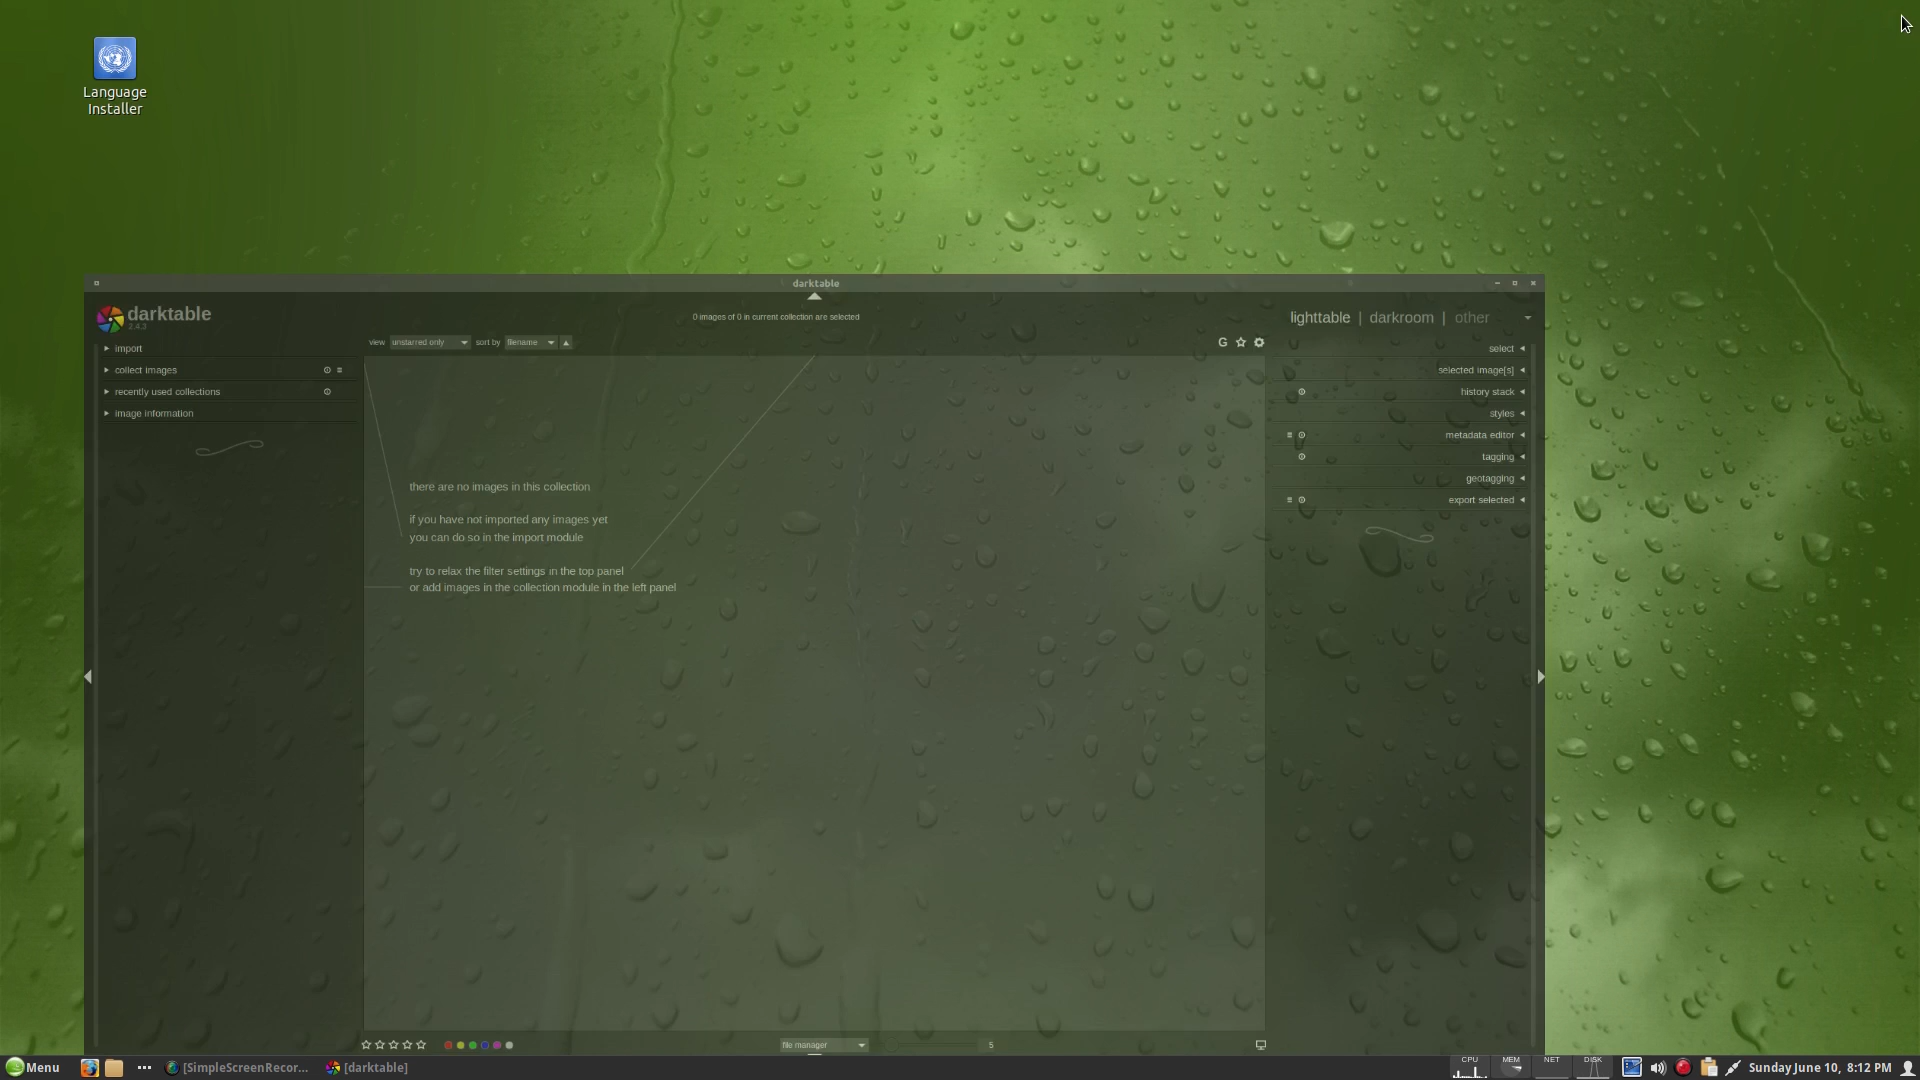 Language
Installer
darktable
darktable
2.4.3
0 images of 0 in current collection are selected
lighttable | darkroom | other
view unstarred only sort by filename
G
import
collect images
recently used collections
image information
select
selected image[s]
history stack
styles
metadata editor
tagging
geotagging
export selected
there are no images in this collection
if you have not imported any images yet
you can do so in the import module
try to relax the filter settings in the top panel
or add images in the collection module in the left panel
file manager 5
Menu [SimpleScreenRecor... [darktable] CPU MEM NET DISK Sunday June 10, 8:12 PM